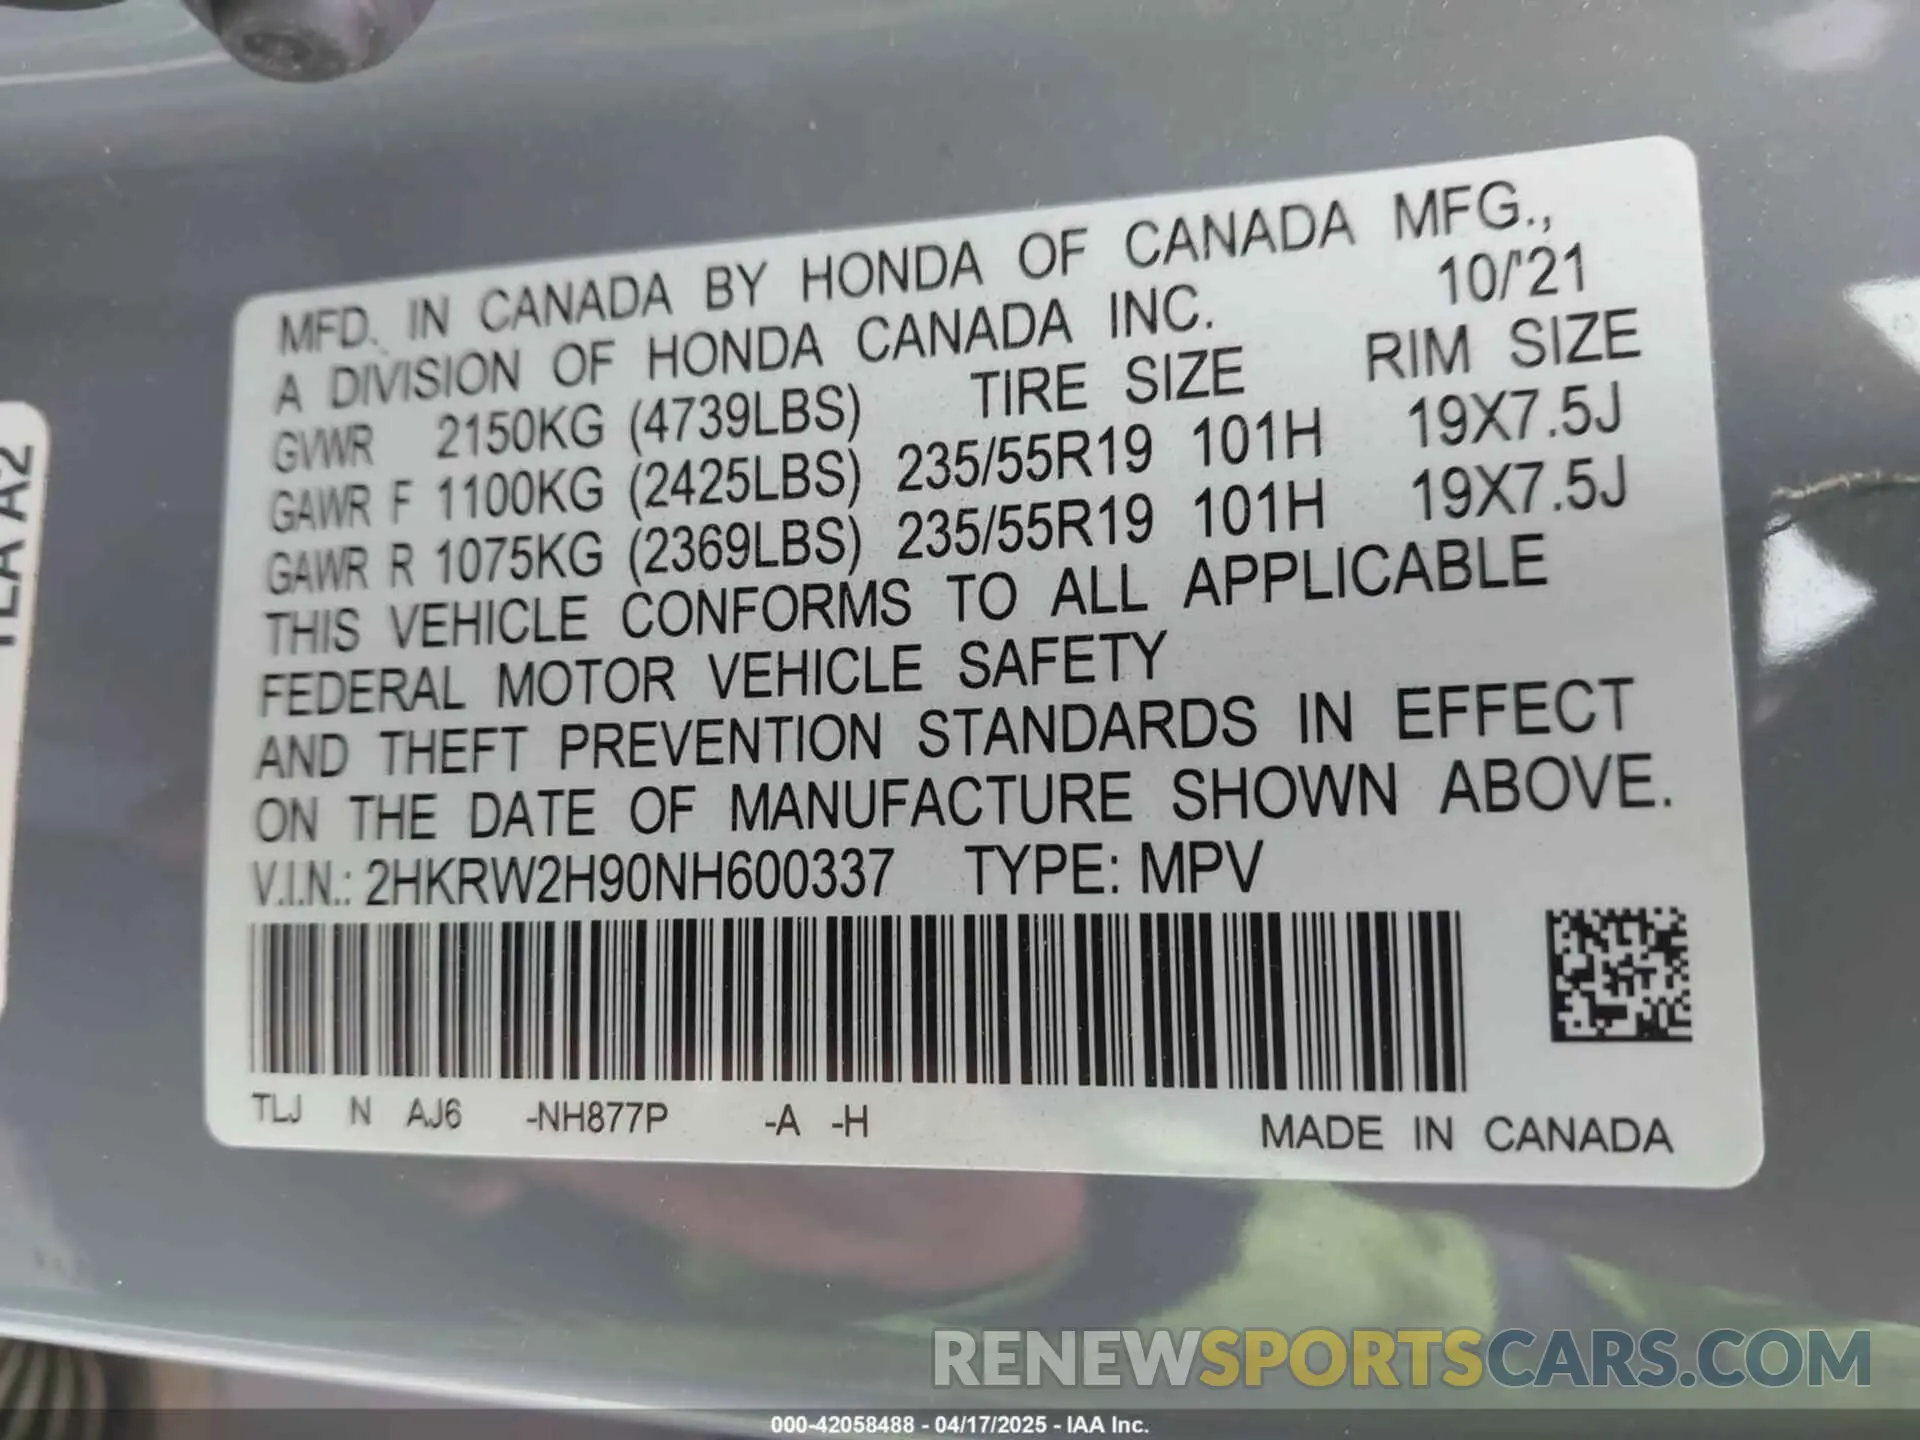 MFD. IN CANADA BY HONDA OF CANADA MFG.,
A DIVISION OF HONDA CANADA INC. 10/'21
GVWR 2150KG (4739LBS) TIRE SIZE RIM SIZE
GAWR F 1100KG (2425LBS) 235/55R19 101H 19X7.5J
GAWR R 1075KG (2369LBS) 235/55R19 101H 19X7.5J
THIS VEHICLE CONFORMS TO ALL APPLICABLE
FEDERAL MOTOR VEHICLE SAFETY
AND THEFT PREVENTION STANDARDS IN EFFECT
ON THE DATE OF MANUFACTURE SHOWN ABOVE.
V.I.N.: 2HKRW2H90NH600337 TYPE: MPV
TLJ N AJ6 -NH877P -A -H MADE IN CANADA
TLA A2
RENEWSPORTSCARS.COM
000-42058488 - 04/17/2025 - IAA Inc.